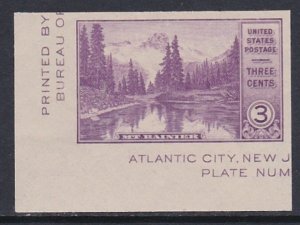 PRINTED BY
BUREAU OF
UNITED
STATES
POSTAGE
THREE
CENTS
3
MT. RAINIER
ATLANTIC CITY, NEW J
PLATE NUM